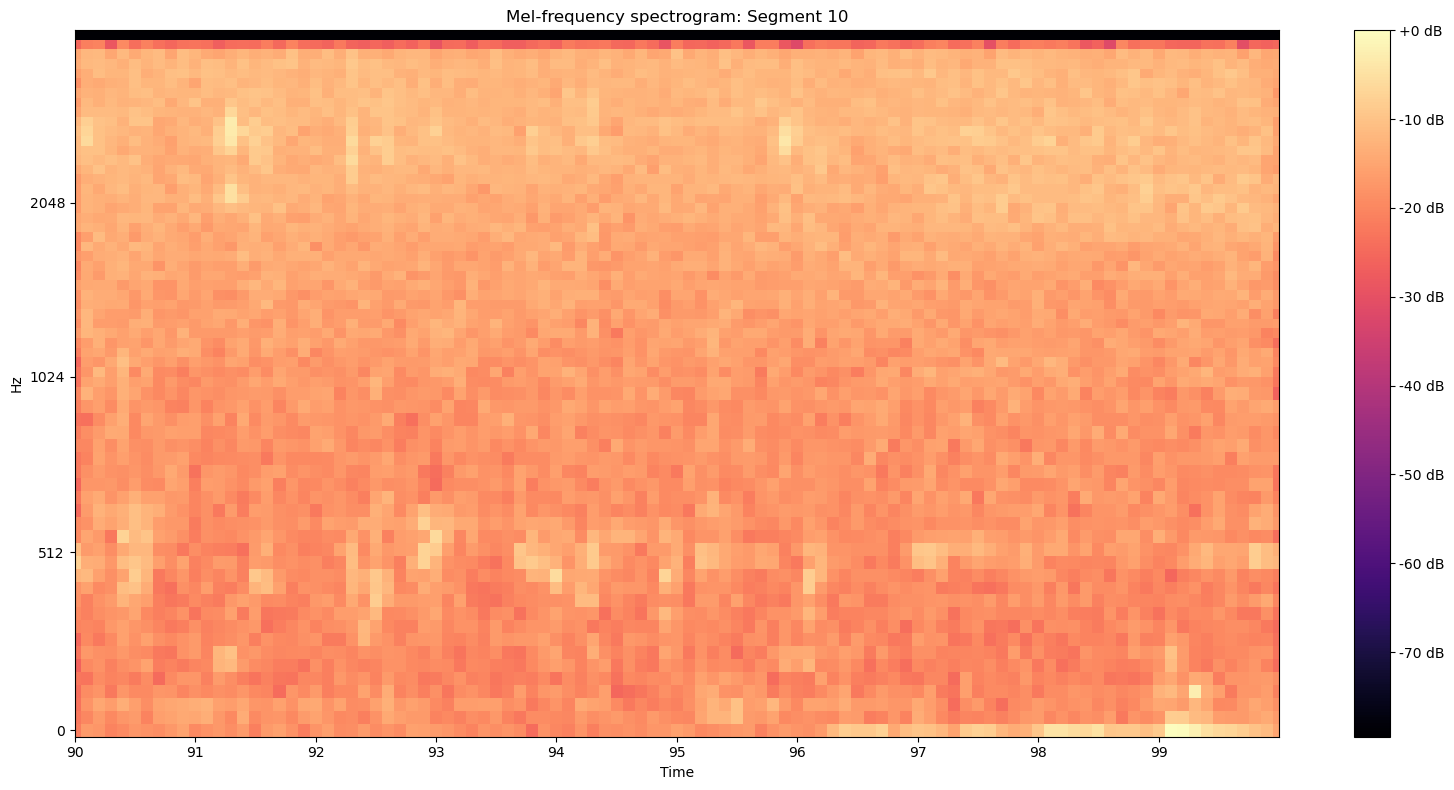 Mel-frequency spectrogram: Segment 10
Hz
2048
1024
512
0
90 91 92 93 94 95 96 97 98 99
Time
+0 dB
-10 dB
-20 dB
-30 dB
-40 dB
-50 dB
-60 dB
-70 dB